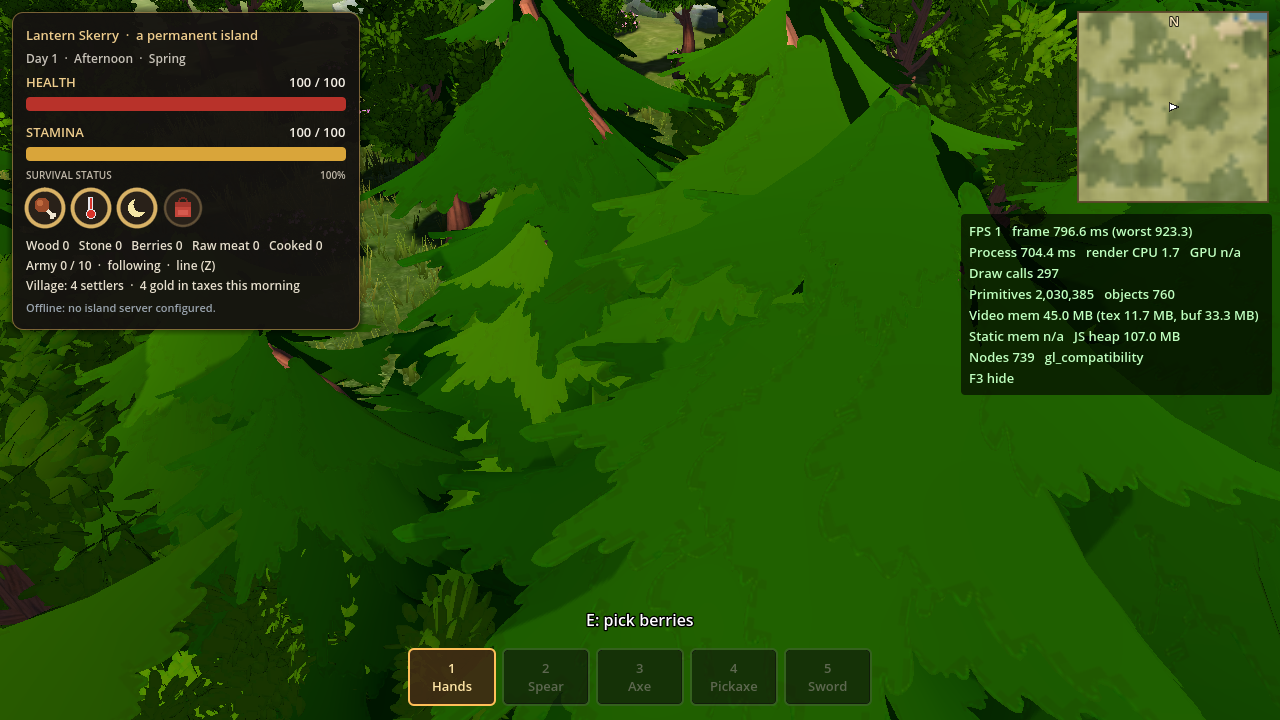 Lantern Skerry · a permanent island
Day 1 · Afternoon · Spring
HEALTH 100 / 100
STAMINA 100 / 100
SURVIVAL STATUS 100%
Wood 0 Stone 0 Berries 0 Raw meat 0 Cooked 0
Army 0 / 10 · following · line (Z)
Village: 4 settlers · 4 gold in taxes this morning
Offline: no island server configured.
N
FPS 1 frame 796.6 ms (worst 923.3)
Process 704.4 ms render CPU 1.7 GPU n/a
Draw calls 297
Primitives 2,030,385 objects 760
Video mem 45.0 MB (tex 11.7 MB, buf 33.3 MB)
Static mem n/a JS heap 107.0 MB
Nodes 739 gl_compatibility
F3 hide
E: pick berries
1 2 3 4 5
Hands Spear Axe Pickaxe Sword